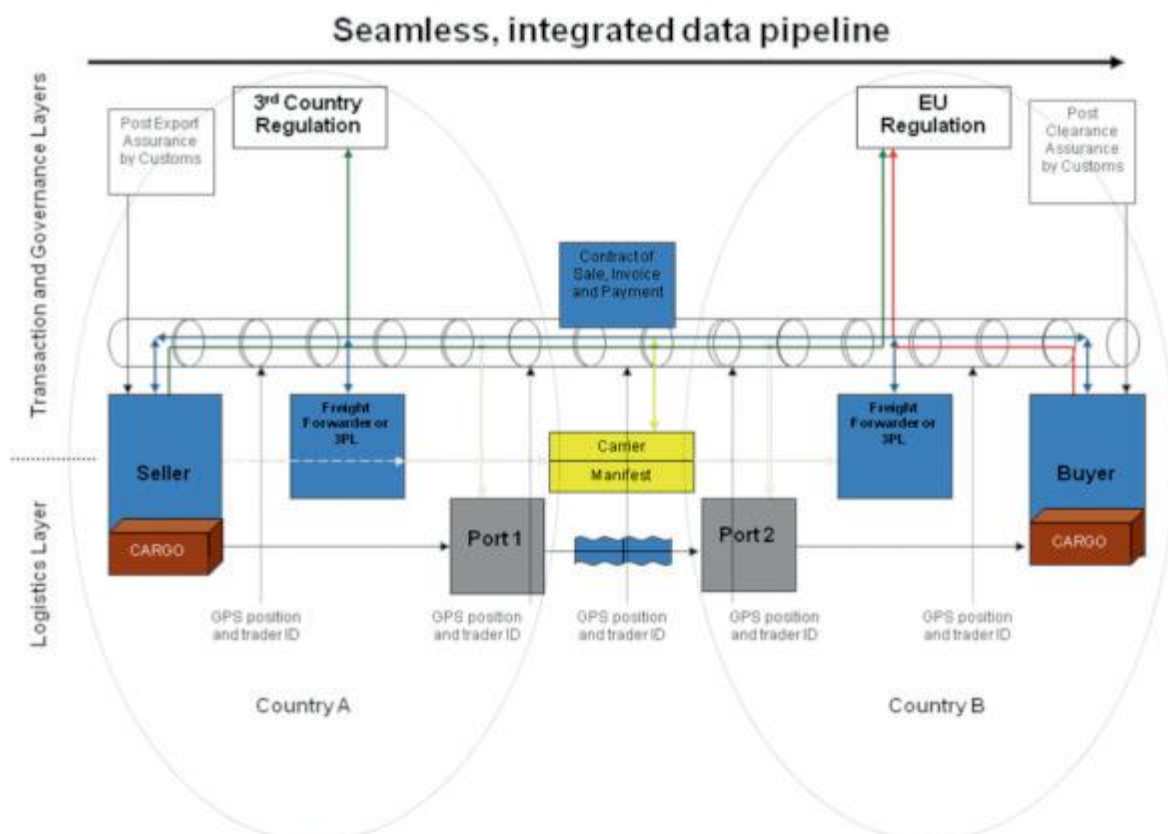 Seamless, integrated data pipeline
Transaction and Governance Layers
Logistics Layer
Post Export
Assurance
by Customs
3rd Country
Regulation
EU
Regulation
Post
Clearance
Assurance
by Customs
Contract of
Sale, Invoice
and Payment
Seller
CARGO
Freight
Forwarder or
3PL
Carrier
Manifest
Freight
Forwarder or
3PL
Buyer
CARGO
Port 1
Port 2
GPS position
and trader ID
GPS position
and trader ID
GPS position
and trader ID
GPS position
and trader ID
GPS position
and trader ID
Country A
Country B